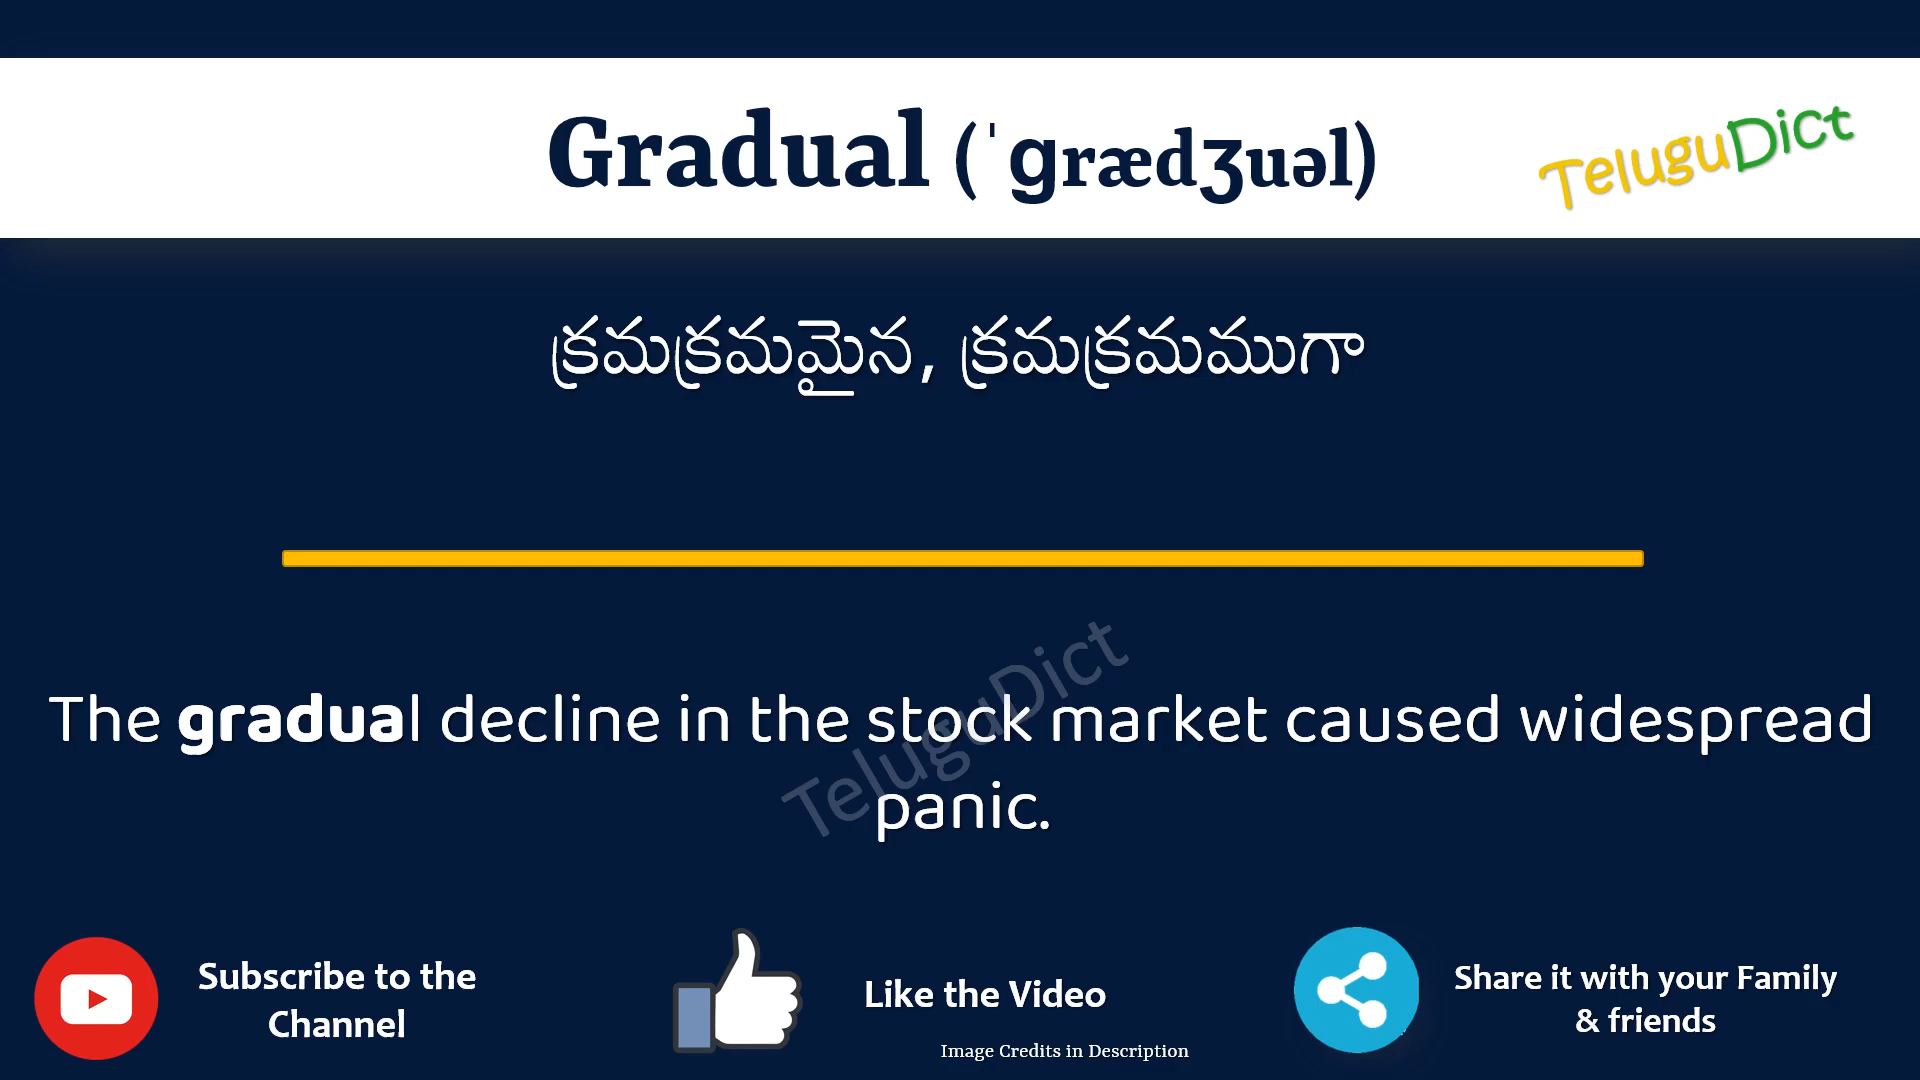 Gradual (ˈɡrædʒuəl)
TeluguDict
క్రమక్రమమైన, క్రమక్రమముగా
The gradual decline in the stock market caused widespread
panic.
TeluguDict
Subscribe to the
Channel
Like the Video
Share it with your Family
& friends
Image Credits in Description